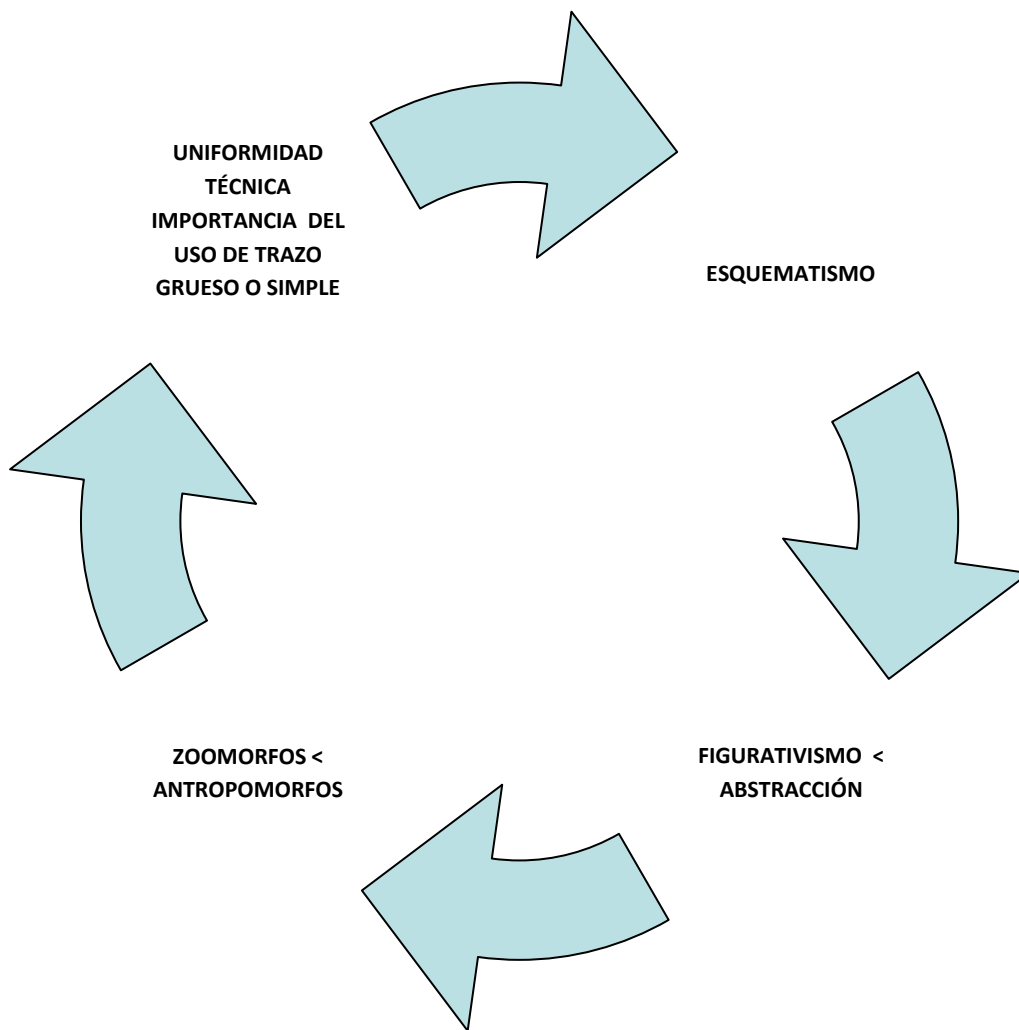 UNIFORMIDAD
TÉCNICA
IMPORTANCIA DEL
USO DE TRAZO
GRUESO O SIMPLE
ESQUEMATISMO
FIGURATIVISMO <
ABSTRACCIÓN
ZOOMORFOS <
ANTROPOMORFOS